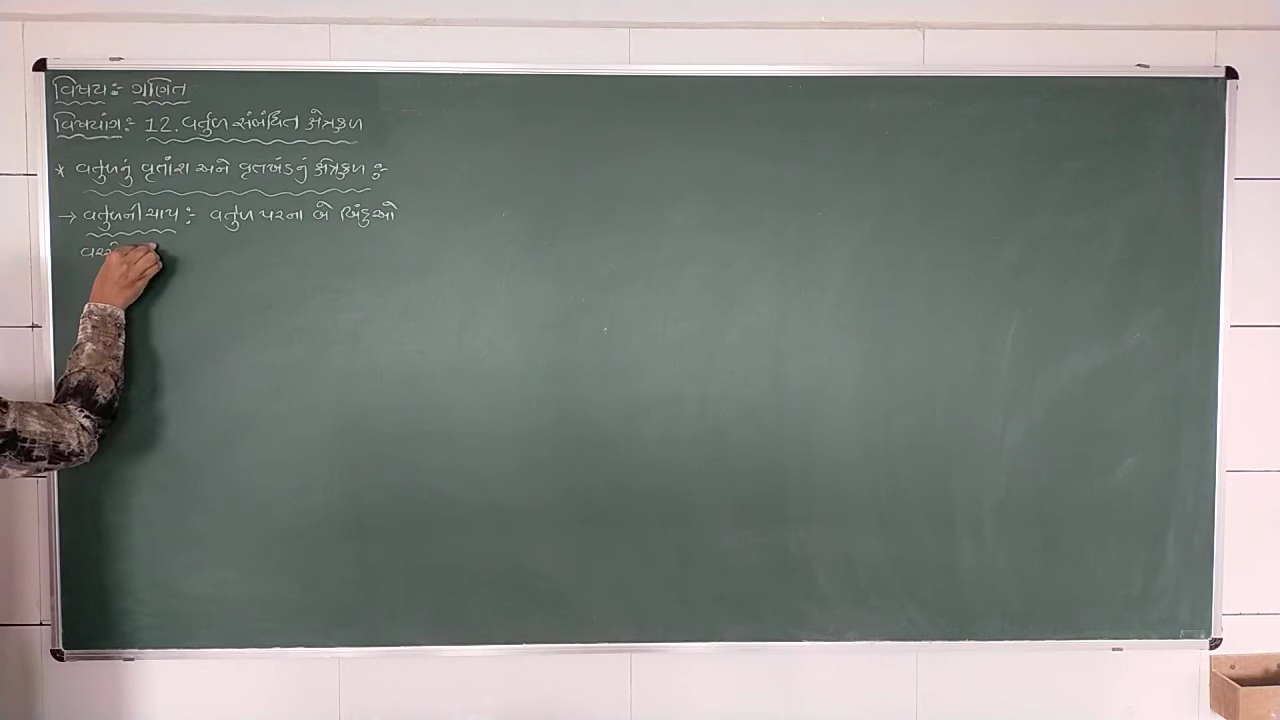 વિષય:- ગણિત
વિષયાંગ:- 12. વર્તુળ સંબંધિત ક્ષેત્રફળ
* વર્તુળનું વૃતાંશ અને વૃતખંડનું ક્ષેત્રફળ :-
→ વર્તુળની ચાપ :- વર્તુળ પરના બે બિંદુઓ